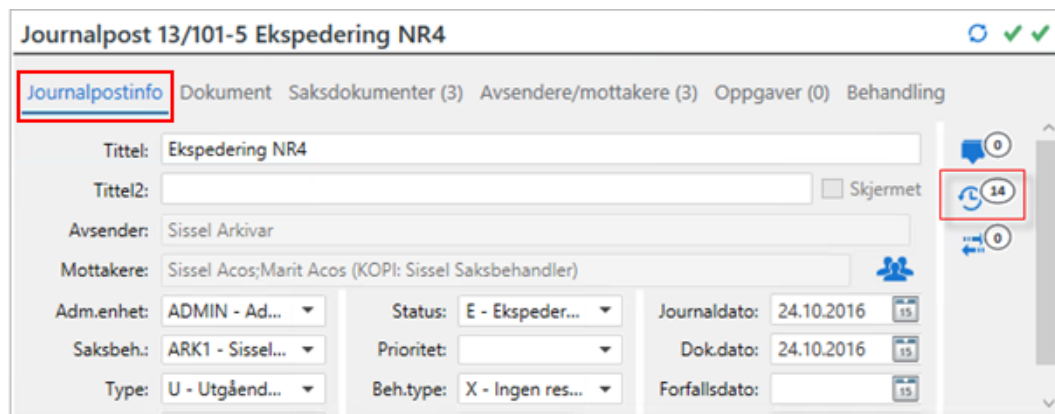 Journalpost 13/101-5 Ekspedering NR4
Journalpostinfo Dokument Saksdokumenter (3) Avsendere/mottakere (3) Oppgaver (0) Behandling
Tittel: Ekspedering NR4 0
Tittel2: Skjermet 14
Avsender: Sissel Arkivar 0
Mottakere: Sissel Acos;Marit Acos (KOPI: Sissel Saksbehandler)
Adm.enhet: ADMIN - Ad... Status: E - Ekspeder... Journaldato: 24.10.2016 15
Saksbeh.: ARK1 - Sissel... Prioritet: Dok.dato: 24.10.2016 15
Type: U - Utgåend... Beh.type: X - Ingen res... Forfallsdato: 15